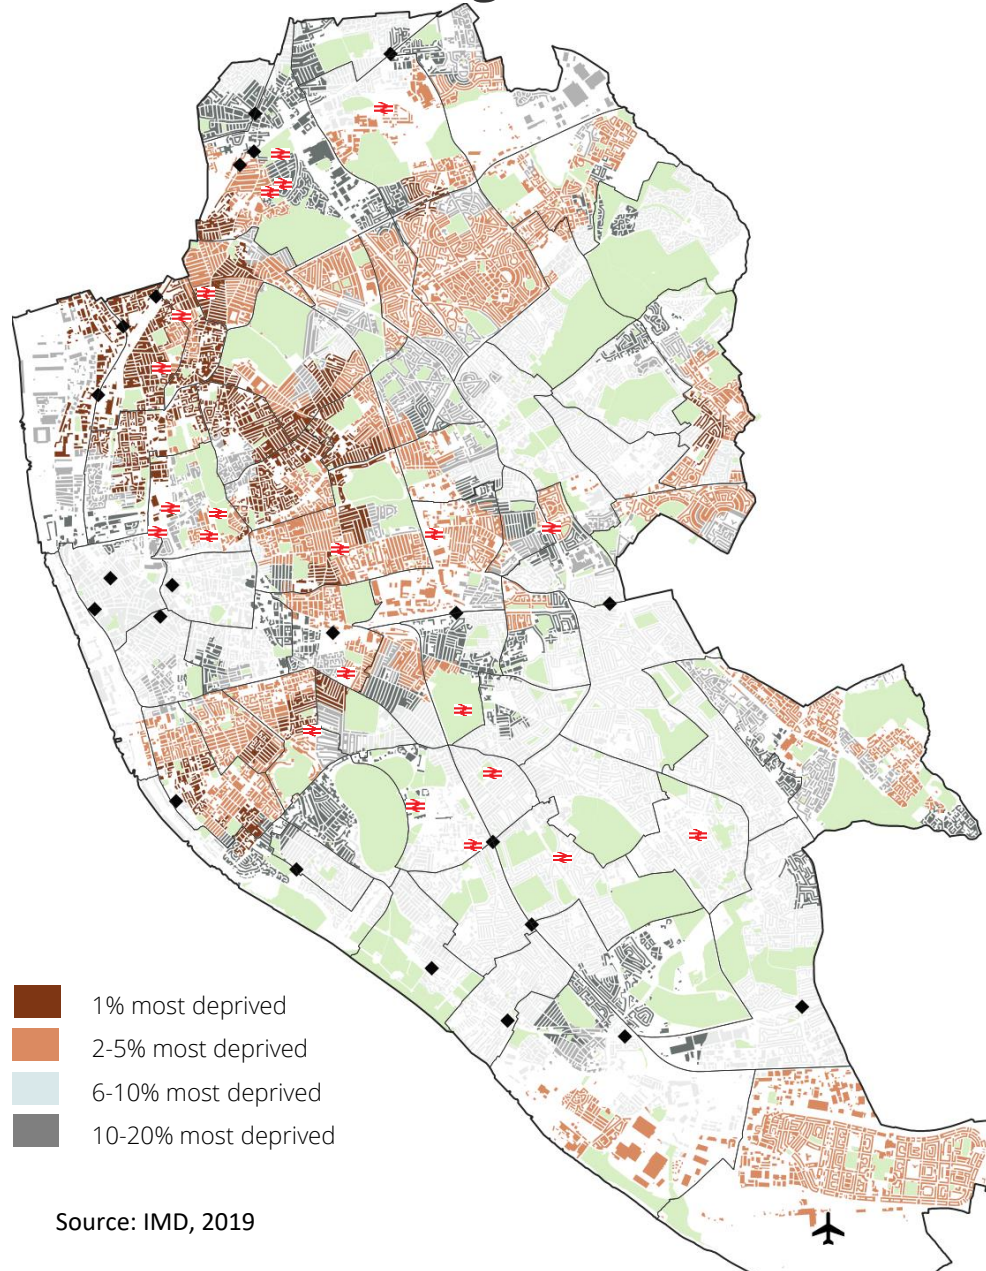 1% most deprived
2-5% most deprived
6-10% most deprived
10-20% most deprived
Source: IMD, 2019